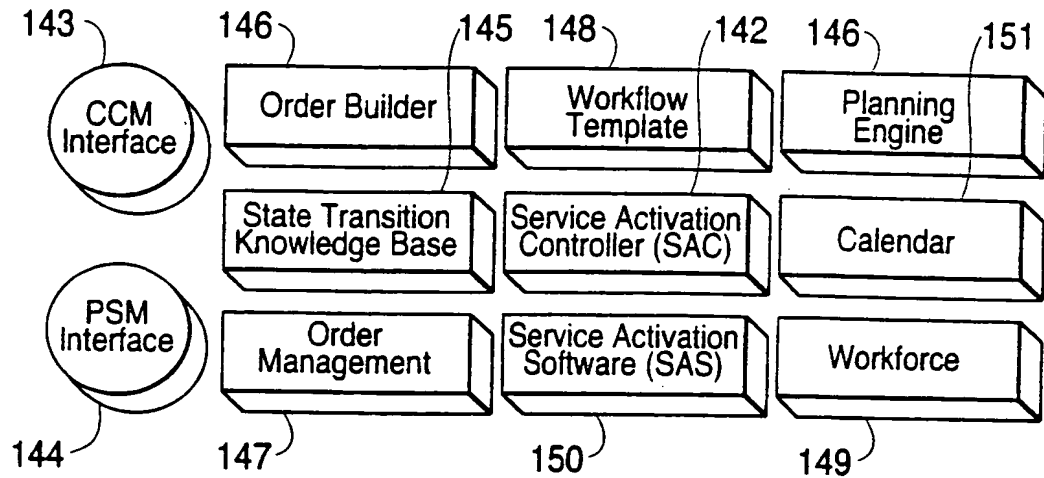 143
146
145
148
142
146
151
CCM
Interface
Order Builder
Workflow
Template
Planning
Engine
State Transition
Knowledge Base
Service Activation
Controller (SAC)
Calendar
PSM
Interface
Order
Management
Service Activation
Software (SAS)
Workforce
144
147
150
149